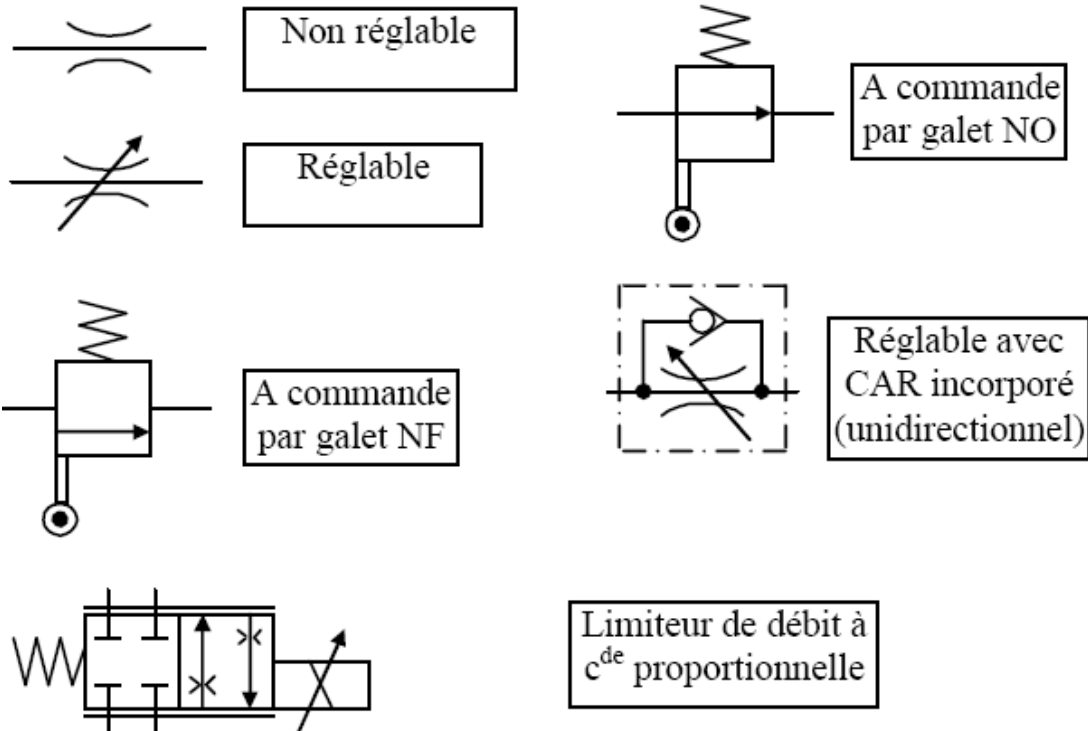 Non réglable
A commande
par galet NO
Réglable
Réglable avec
CAR incorporé
(unidirectionnel)
A commande
par galet NF
Limiteur de débit à
c^de proportionnelle